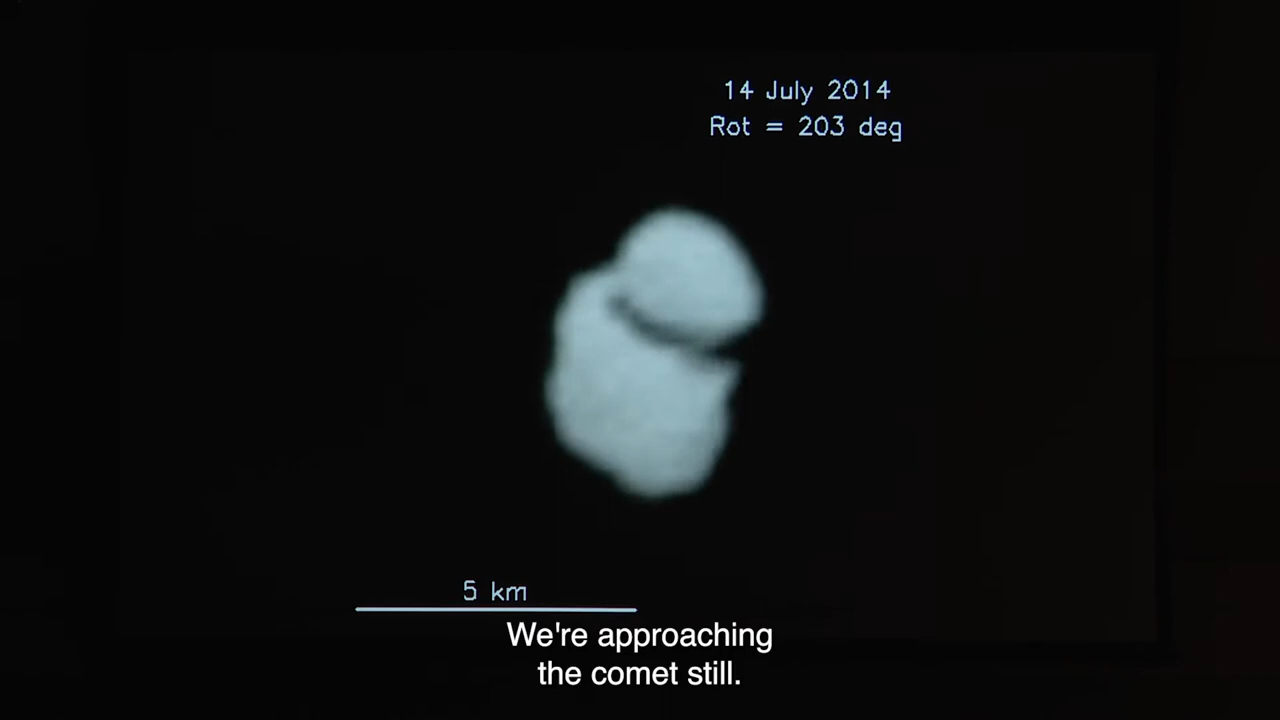 14 July 2014
Rot = 203 deg
5 km
We're approaching
the comet still.